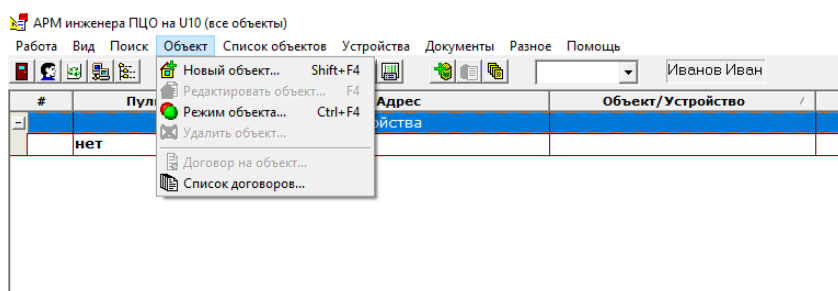 АРМ инженера ПЦО на U10 (все объекты)
Работа Вид Поиск Объект Список объектов Устройства Документы Разное Помощь
Новый объект... Shift+F4
Иванов Иван
Редактировать объект... F4
# Адрес Объект/Устройство /
Режим объекта... Ctrl+F4
Удалить объект...
нет
Договор на объект...
Список договоров...